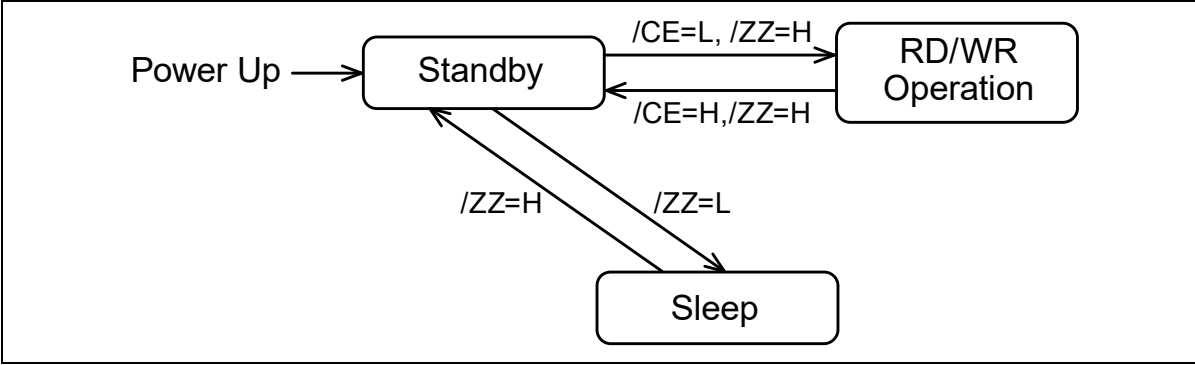 /CE=L, /ZZ=H
Power Up
Standby
RD/WR
Operation
/CE=H,/ZZ=H
/ZZ=H
/ZZ=L
Sleep